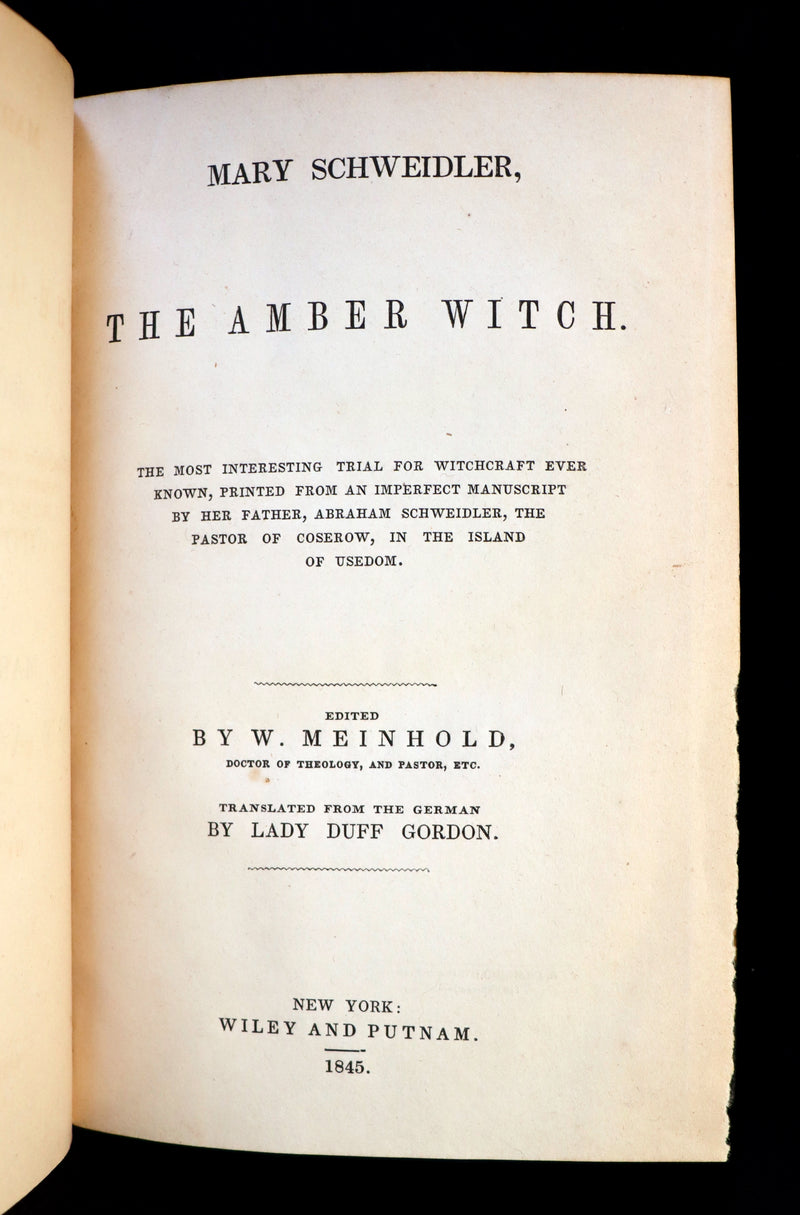 MARY SCHWEIDLER,
THE AMBER WITCH.
THE MOST INTERESTING TRIAL FOR WITCHCRAFT EVER
KNOWN, PRINTED FROM AN IMPERFECT MANUSCRIPT
BY HER FATHER, ABRAHAM SCHWEIDLER, THE
PASTOR OF COSEROW, IN THE ISLAND
OF USEDOM.
EDITED
BY W. MEINHOLD,
DOCTOR OF THEOLOGY, AND PASTOR, ETC.
TRANSLATED FROM THE GERMAN
BY LADY DUFF GORDON.
NEW YORK:
WILEY AND PUTNAM.
1845.